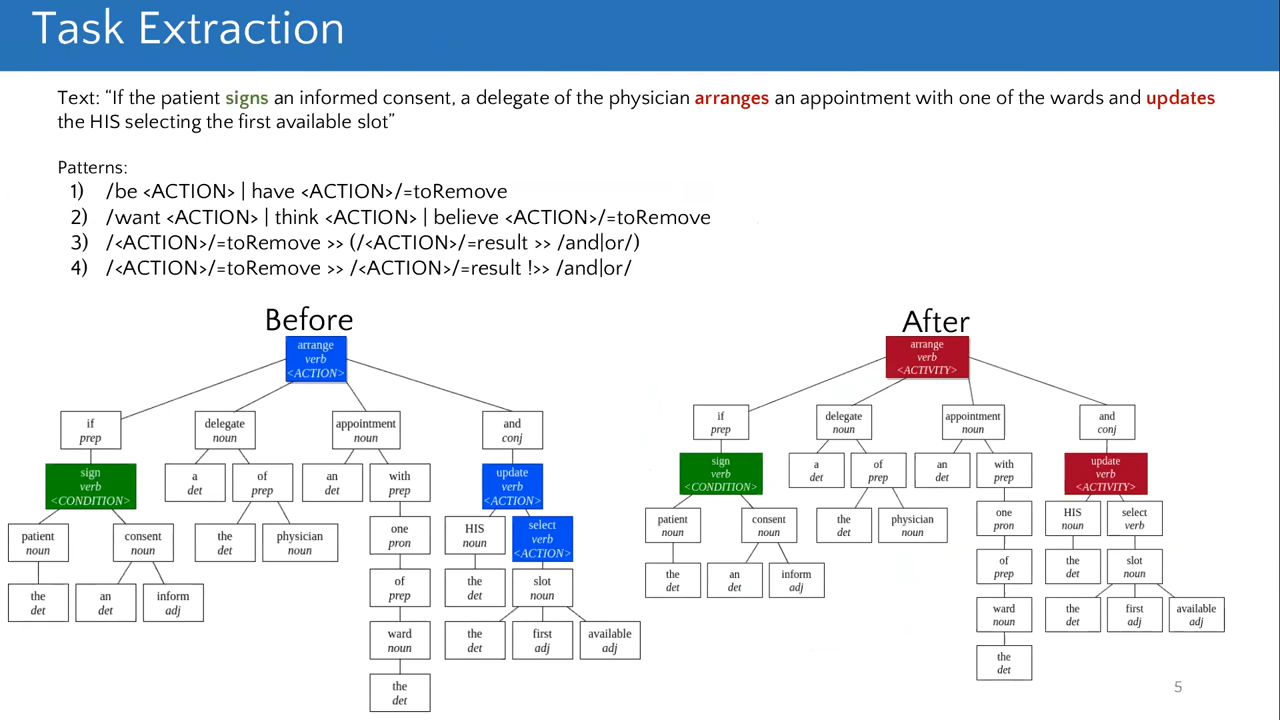 Task Extraction
Text: “If the patient signs an informed consent, a delegate of the physician arranges an appointment with one of the wards and updates
the HIS selecting the first available slot”
Patterns:
1) /be <ACTION> | have <ACTION>/=toRemove
2) /want <ACTION> | think <ACTION> | believe <ACTION>/=toRemove
3) /<ACTION>/=toRemove >> (/<ACTION>/=result >> /and|or/)
4) /<ACTION>/=toRemove >> /<ACTION>/=result !>> /and|or/
Before
arrange
verb
<ACTION>
if
prep
delegate
noun
appointment
noun
and
conj
sign
verb
<CONDITION>
a
det
of
prep
an
det
with
prep
update
verb
<ACTION>
patient
noun
consent
noun
the
det
physician
noun
one
pron
HIS
noun
select
verb
<ACTION>
the
det
an
det
inform
adj
of
prep
the
det
slot
noun
ward
noun
the
det
first
adj
available
adj
the
det
After
arrange
verb
<ACTIVITY>
if
prep
delegate
noun
appointment
noun
and
conj
sign
verb
<CONDITION>
a
det
of
prep
an
det
with
prep
update
verb
<ACTIVITY>
patient
noun
consent
noun
the
det
physician
noun
one
pron
HIS
noun
select
verb
the
det
an
det
inform
adj
of
prep
the
det
slot
noun
ward
noun
the
det
first
adj
available
adj
the
det
5